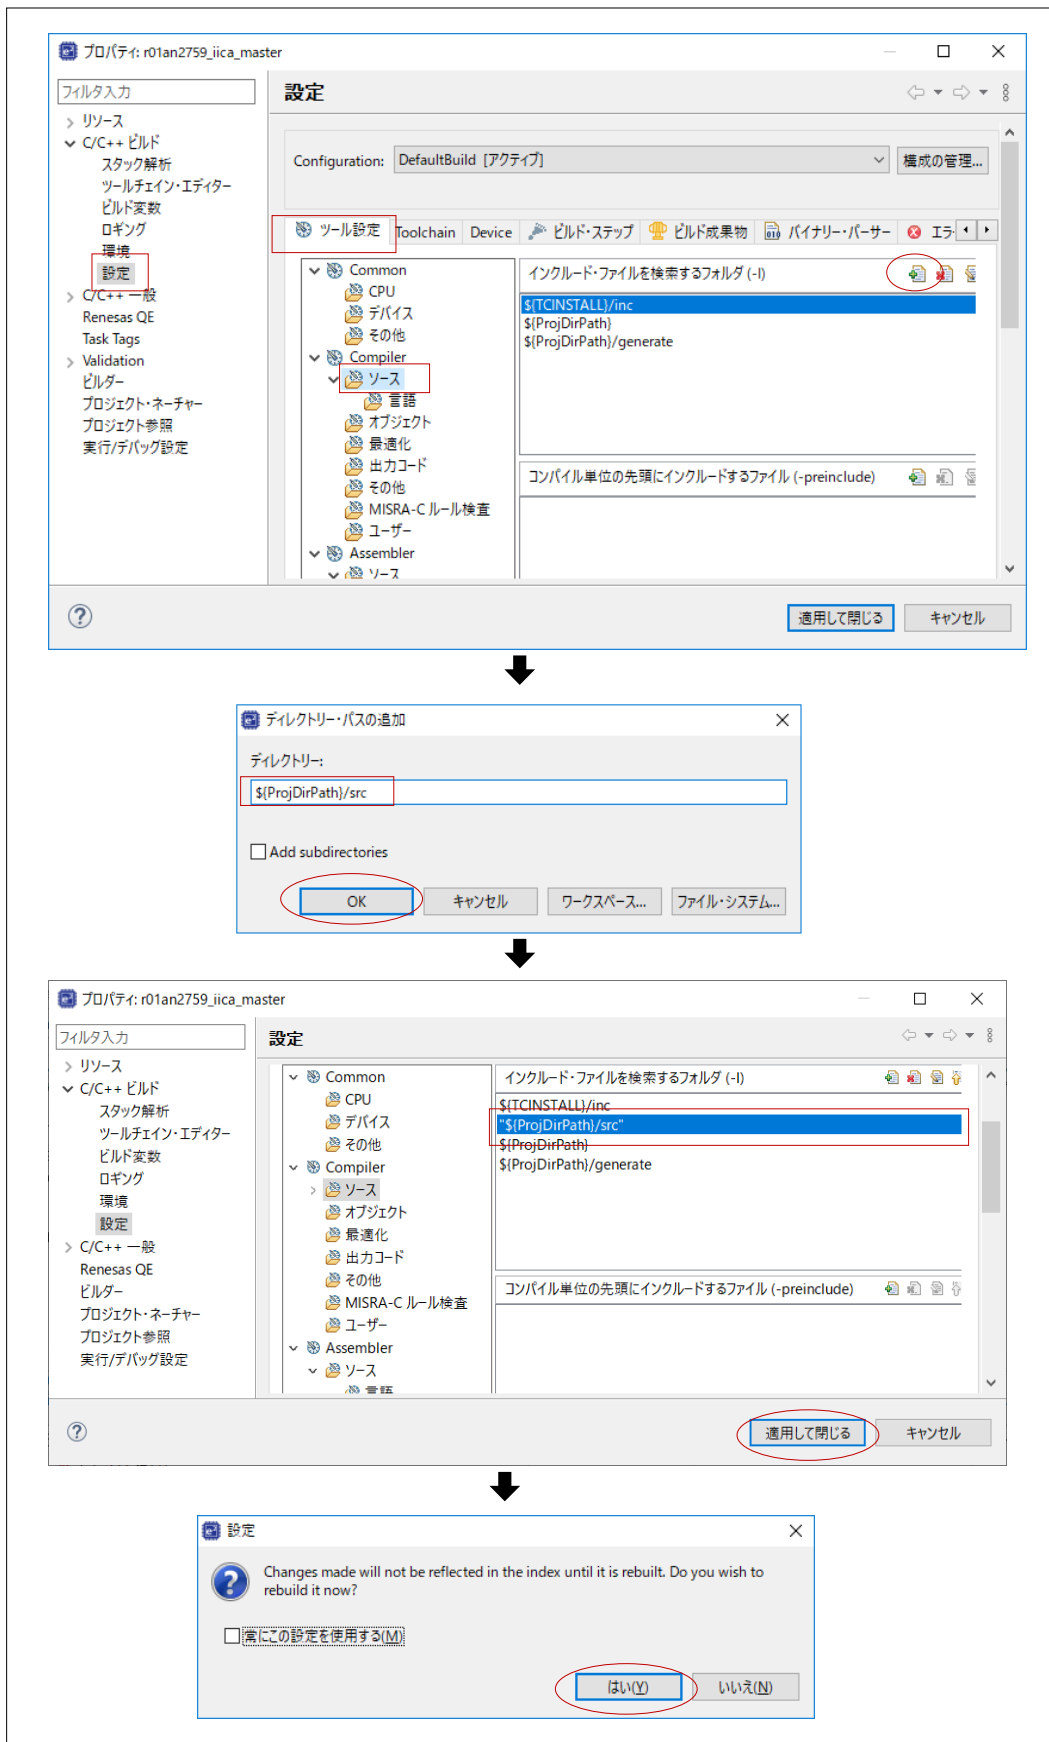 プロパティ: r01an2759_iica_master
フィルタ入力
設定
リソース
C/C++ ビルド
スタック解析
ツールチェイン・エディター
ビルド変数
ロギング
環境
設定
C/C++ 一般
Renesas QE
Task Tags
Validation
ビルダー
プロジェクト・ネーチャー
プロジェクト参照
実行/デバッグ設定
Configuration: DefaultBuild [アクティブ] 構成の管理...
ツール設定 Toolchain Device ビルド・ステップ ビルド成果物 バイナリー・パーサー エラー
Common
CPU
デバイス
その他
Compiler
ソース
言語
オブジェクト
最適化
出力コード
その他
MISRA-C ルール検査
ユーザー
Assembler
ソース
インクルード・ファイルを検索するフォルダ (-I)
${TCINSTALL}/inc
${ProjDirPath}
${ProjDirPath}/generate
コンパイル単位の先頭にインクルードするファイル (-preinclude)
適用して閉じる キャンセル
ディレクトリー・パスの追加
ディレクトリー:
${ProjDirPath}/src
Add subdirectories
OK キャンセル ワークスペース... ファイル・システム...
プロパティ: r01an2759_iica_master
フィルタ入力
設定
リソース
C/C++ ビルド
スタック解析
ツールチェイン・エディター
ビルド変数
ロギング
環境
設定
C/C++ 一般
Renesas QE
ビルダー
プロジェクト・ネーチャー
プロジェクト参照
実行/デバッグ設定
Common
CPU
デバイス
その他
Compiler
ソース
オブジェクト
最適化
出力コード
その他
MISRA-C ルール検査
ユーザー
Assembler
ソース
言語
インクルード・ファイルを検索するフォルダ (-I)
${TCINSTALL}/inc
"${ProjDirPath}/src"
${ProjDirPath}
${ProjDirPath}/generate
コンパイル単位の先頭にインクルードするファイル (-preinclude)
適用して閉じる キャンセル
設定
Changes made will not be reflected in the index until it is rebuilt. Do you wish to
rebuild it now?
常にこの設定を使用する(M)
はい(Y) いいえ(N)